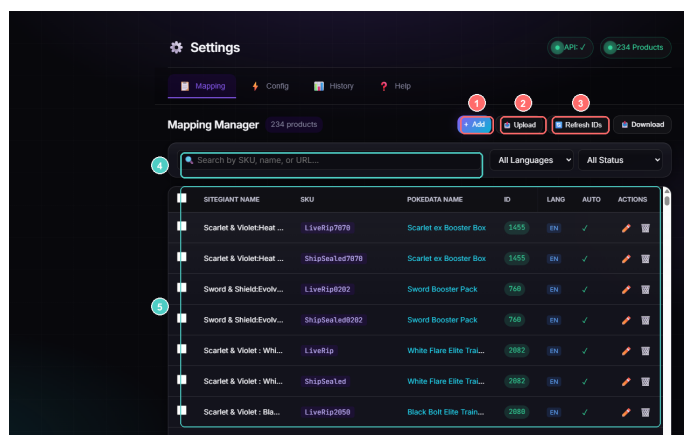 Settings
API: ✓
234 Products
Mapping
Config
History
? Help
1
2
3
Mapping Manager
234 products
+ Add
Upload
Refresh IDs
Download
4
Search by SKU, name, or URL...
All Languages
All Status
SITEGIANT NAME SKU POKEDATA NAME ID LANG AUTO ACTIONS
Scarlet & Violet:Heat ... LiveRip7070 Scarlet ex Booster Box 1455 EN ✓
Scarlet & Violet:Heat ... ShipSealed7070 Scarlet ex Booster Box 1455 EN ✓
Sword & Shield:Evolv... LiveRip0202 Sword Booster Pack 760 EN ✓
5
Sword & Shield:Evolv... ShipSealed0202 Sword Booster Pack 760 EN ✓
Scarlet & Violet : Whi... LiveRip White Flare Elite Trai... 2082 EN ✓
Scarlet & Violet : Whi... ShipSealed White Flare Elite Trai... 2082 EN ✓
Scarlet & Violet : Bla... LiveRip2050 Black Bolt Elite Train... 2080 EN ✓